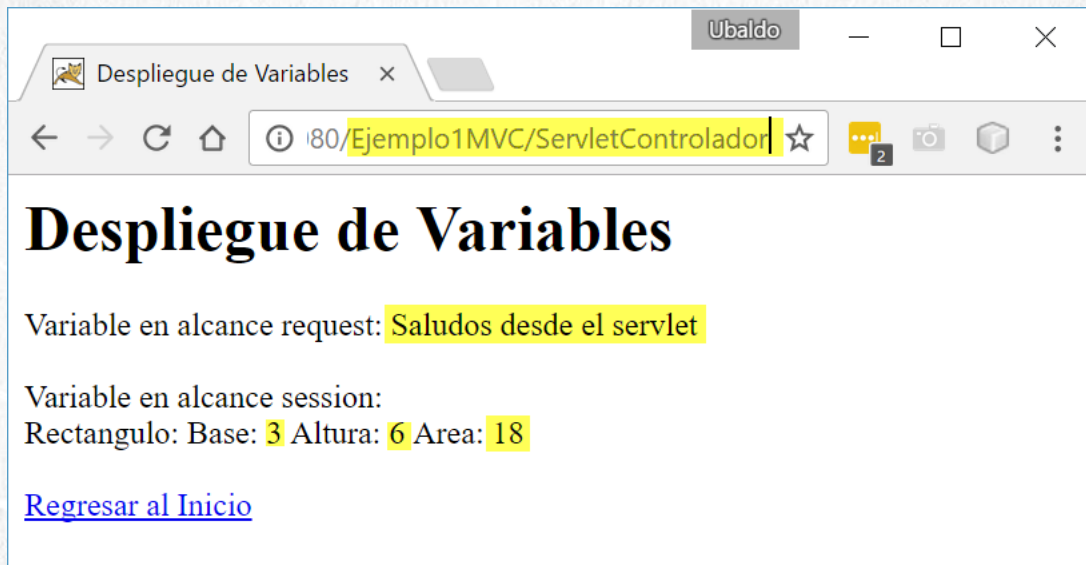 Ubaldo
Despliegue de Variables
80/Ejemplo1MVC/ServletControlador
2
Despliegue de Variables
Variable en alcance request: Saludos desde el servlet
Variable en alcance session:
Rectangulo: Base: 3 Altura: 6 Area: 18
Regresar al Inicio